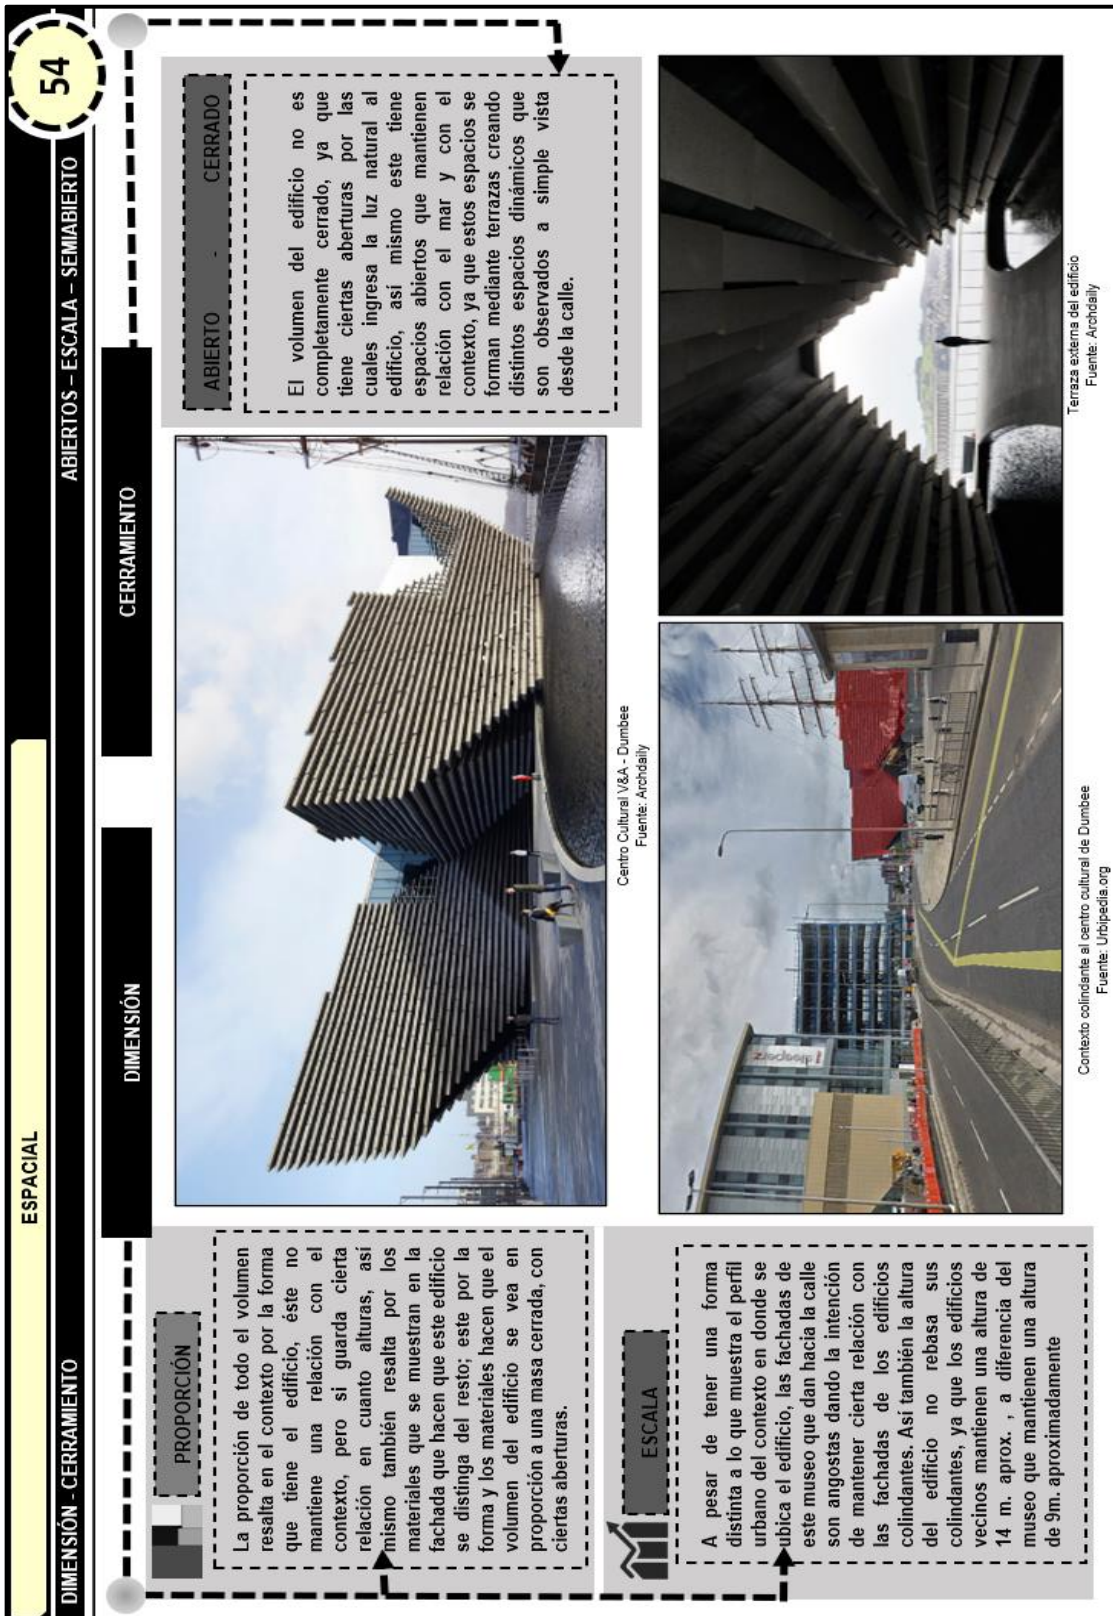 ESPACIAL
54
DIMENSIÓN - CERRAMIENTO
ABIERTOS – ESCALA – SEMIABIERTO
DIMENSIÓN
CERRAMIENTO
PROPORCIÓN
La proporción de todo el volumen
resalta en el contexto por la forma
que tiene el edificio, éste no
mantiene una relación con el
contexto, pero si guarda cierta
relación en cuanto alturas, así
mismo también resalta por los
materiales que se muestran en la
fachada que hacen que este edificio
se distinga del resto; este por la
forma y los materiales hacen que el
volumen del edificio se vea en
proporción a una masa cerrada, con
ciertas aberturas.
ESCALA
A pesar de tener una forma
distinta a lo que muestra el perfil
urbano del contexto en donde se
ubica el edificio, las fachadas de
este museo que dan hacia la calle
son angostas dando la intención
de mantener cierta relación con
las fachadas de los edificios
colindantes. Así también la altura
del edificio no rebasa sus
colindantes, ya que los edificios
vecinos mantienen una altura de
14 m. aprox. , a diferencia del
museo que mantienen una altura
de 9m. aproximadamente
Centro Cultural V&A - Dumbee
Fuente: Archdaily
ABIERTO - CERRADO
El volumen del edificio no es
completamente cerrado, ya que
tiene ciertas aberturas por las
cuales ingresa la luz natural al
edificio, así mismo este tiene
espacios abiertos que mantienen
relación con el mar y con el
contexto, ya que estos espacios se
forman mediante terrazas creando
distintos espacios dinámicos que
son observados a simple vista
desde la calle.
sleeperz
Contexto colindante al centro cultural de Dumbee
Fuente: Urbipedia.org
Terraza externa del edificio
Fuente: Archdaily